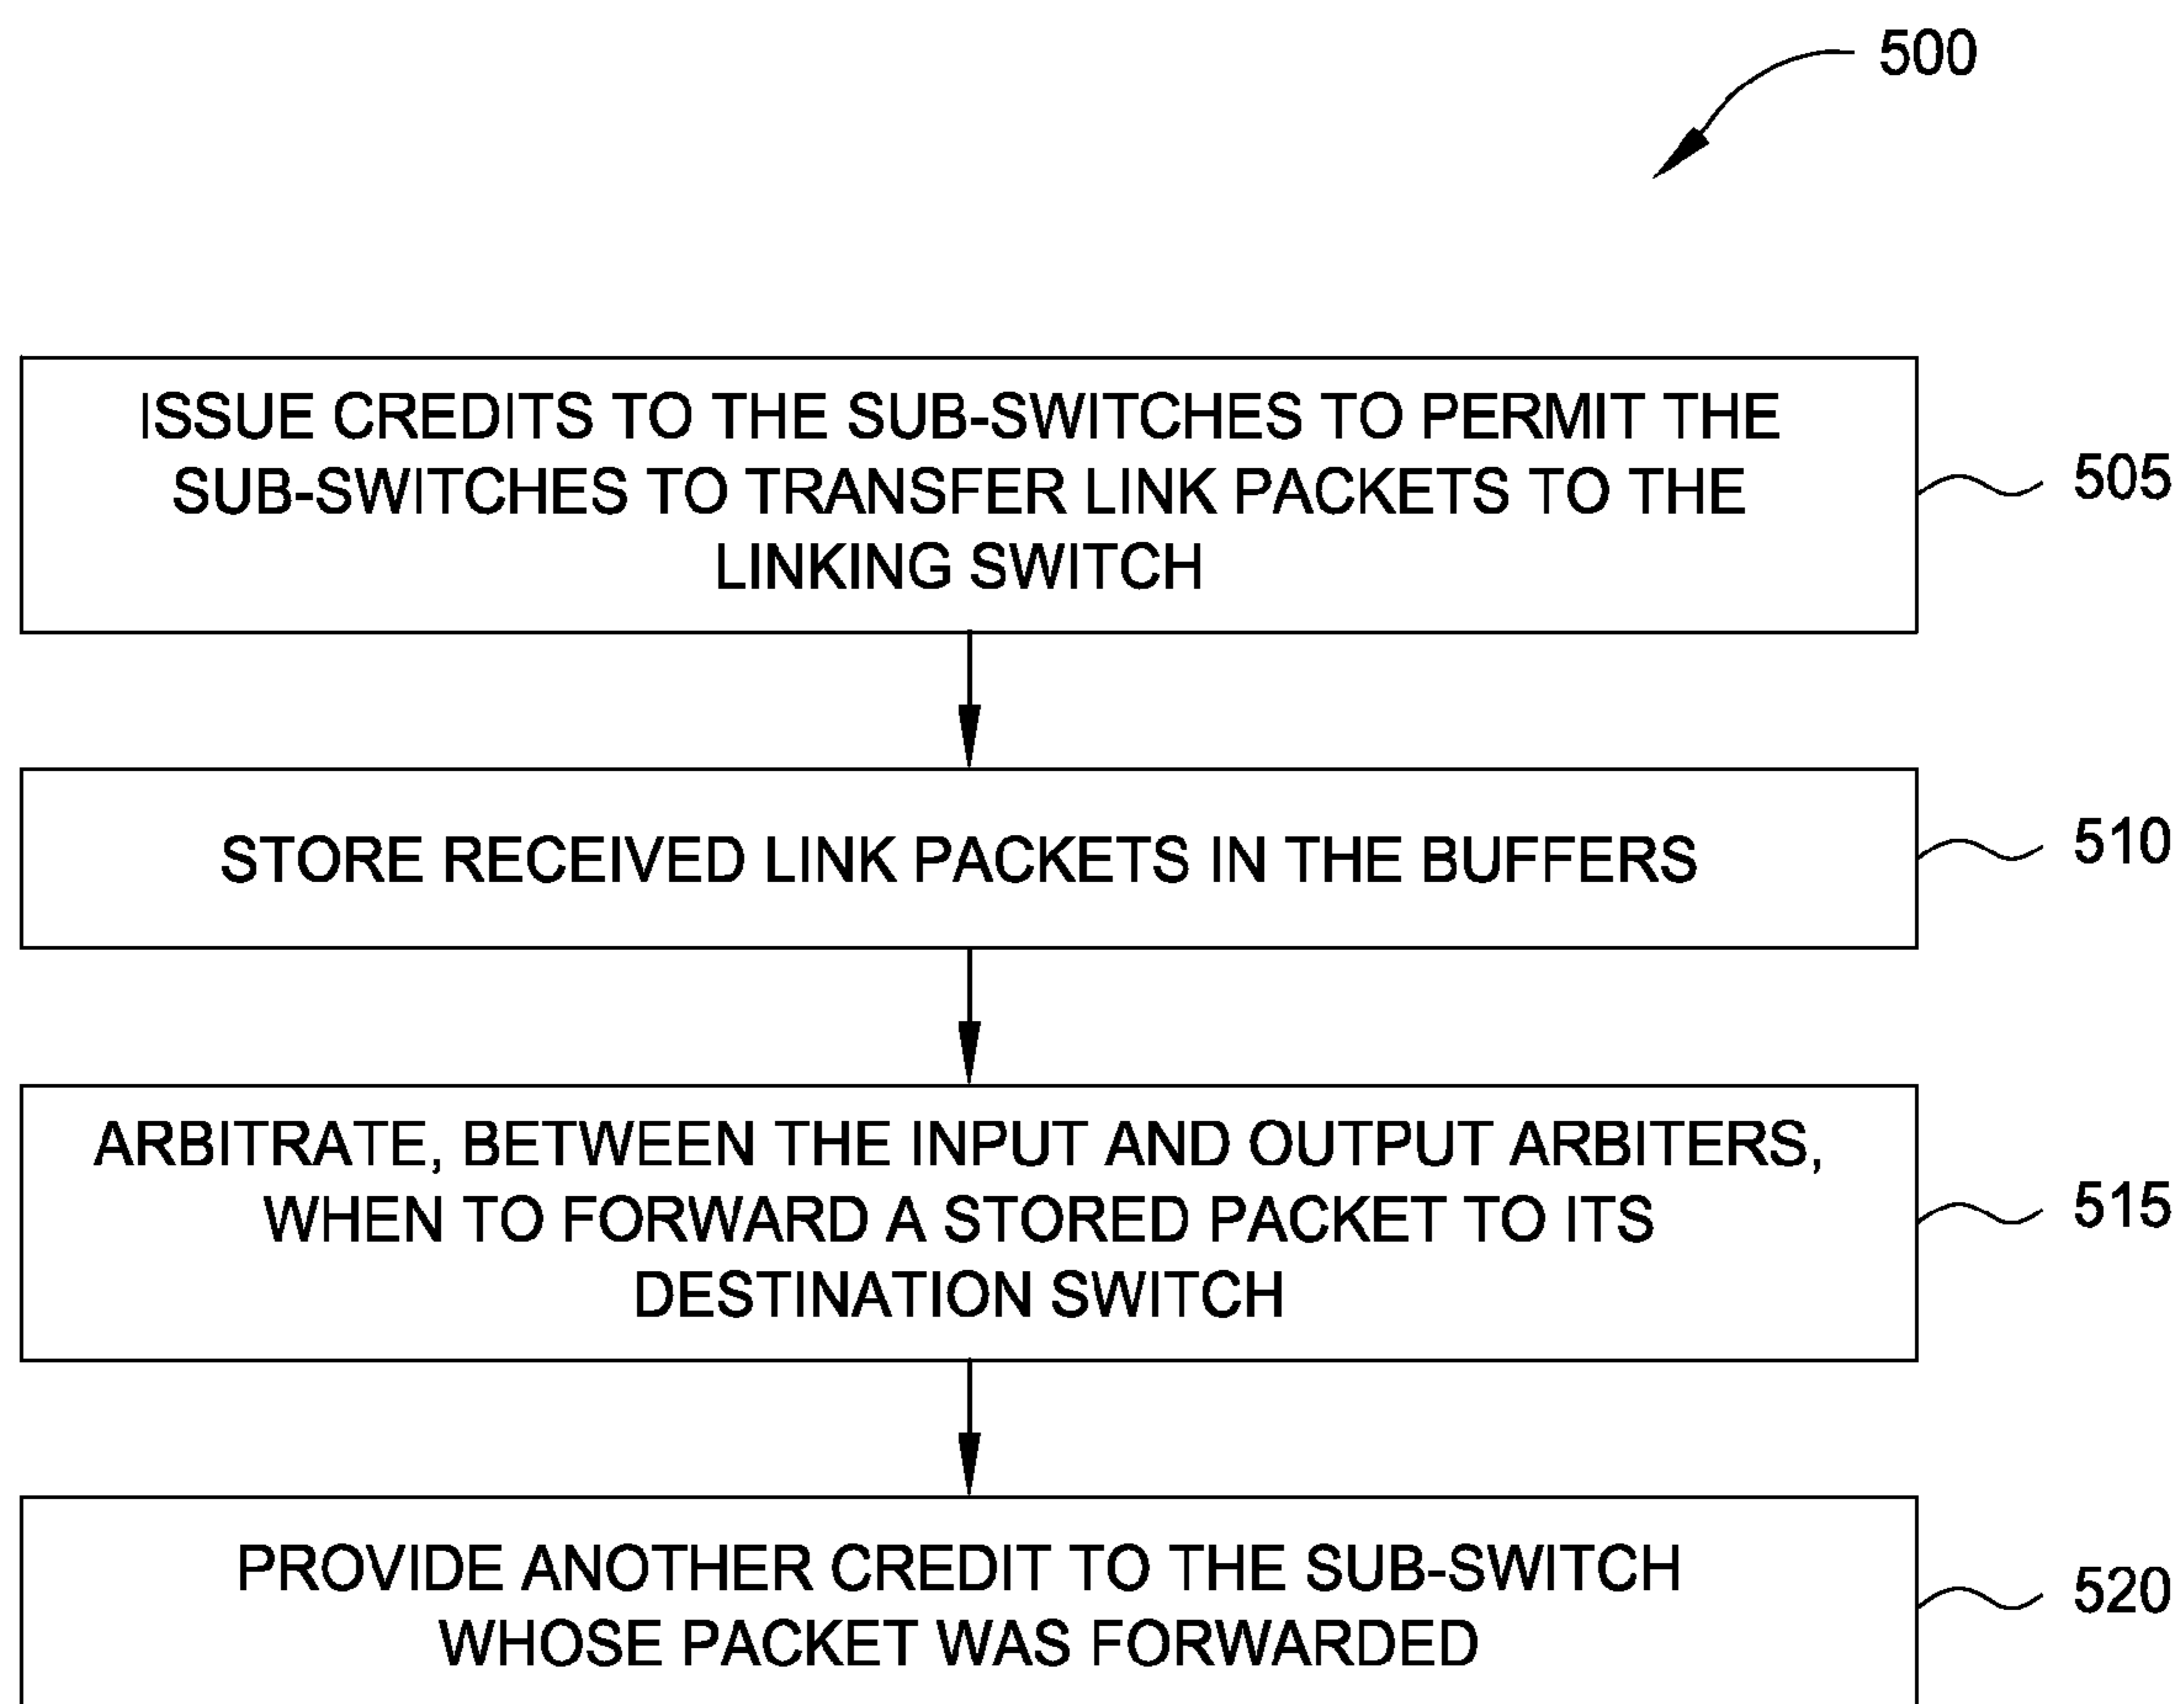 500
ISSUE CREDITS TO THE SUB-SWITCHES TO PERMIT THE
SUB-SWITCHES TO TRANSFER LINK PACKETS TO THE
LINKING SWITCH
505
STORE RECEIVED LINK PACKETS IN THE BUFFERS
510
ARBITRATE, BETWEEN THE INPUT AND OUTPUT ARBITERS,
WHEN TO FORWARD A STORED PACKET TO ITS
DESTINATION SWITCH
515
PROVIDE ANOTHER CREDIT TO THE SUB-SWITCH
WHOSE PACKET WAS FORWARDED
520